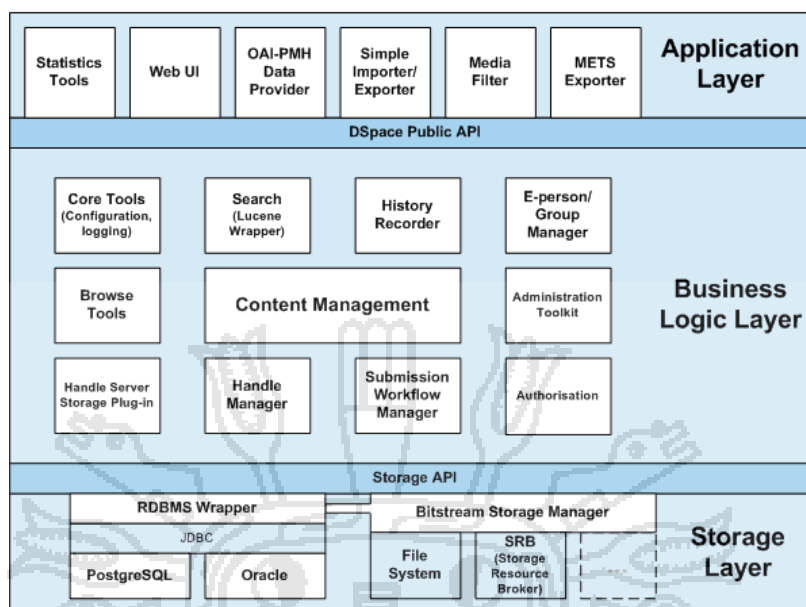 Statistics
Tools
Web UI
OAI-PMH
Data
Provider
Simple
Importer/
Exporter
Media
Filter
METS
Exporter
Application
Layer
DSpace Public API
Core Tools
(Configuration,
logging)
Search
(Lucene
Wrapper)
History
Recorder
E-person/
Group
Manager
Browse
Tools
Content Management
Administration
Toolkit
Business
Logic Layer
Handle Server
Storage Plug-in
Handle
Manager
Submission
Workflow
Manager
Authorisation
Storage API
RDBMS Wrapper
Bitstream Storage Manager
JDBC
PostgreSQL
Oracle
File
System
SRB
(Storage
Resource
Broker)
...
Storage
Layer